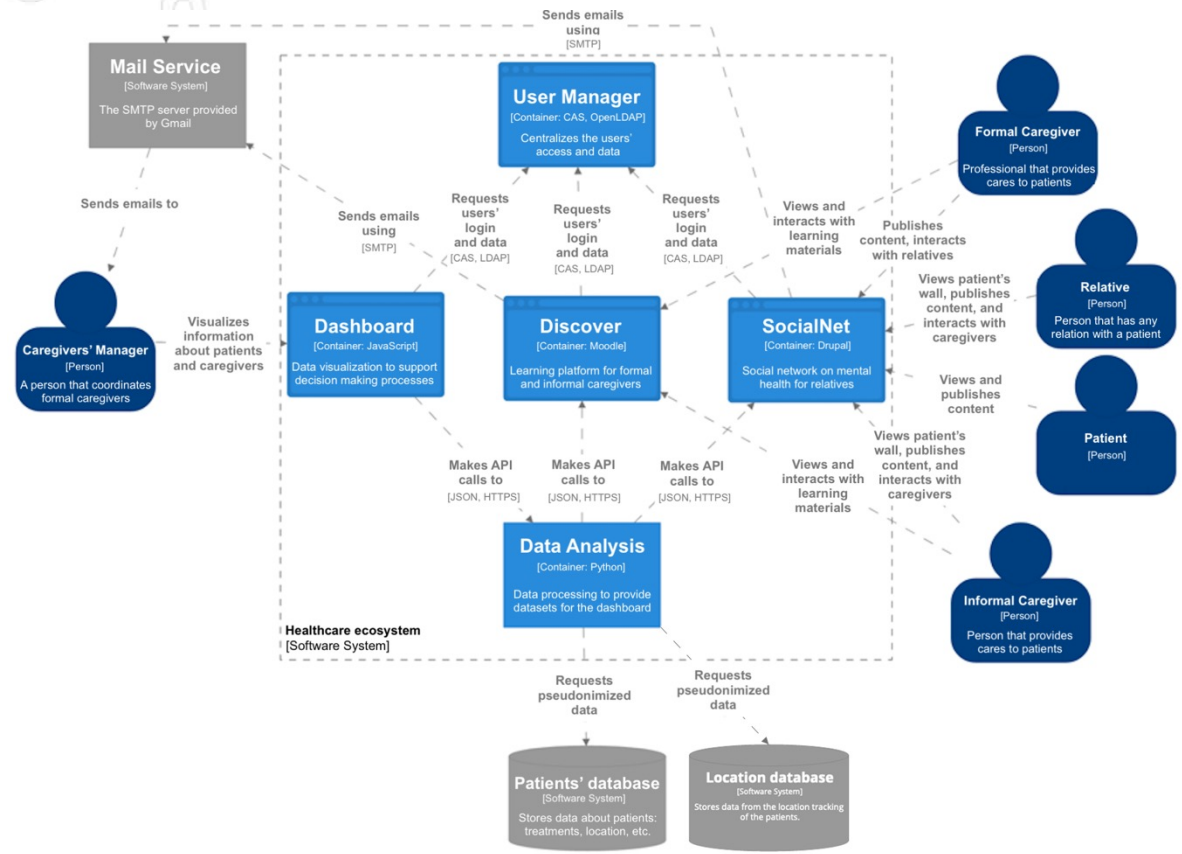 Sends emails
using
[SMTP]
Mail Service
[Software System]
The SMTP server provided
by Gmail
User Manager
[Container: CAS, OpenLDAP]
Centralizes the users'
access and data
Formal Caregiver
[Person]
Professional that provides
cares to patients
Sends emails to
Sends emails
using
[SMTP]
Requests
users'
login
and data
[CAS, LDAP]
Requests
users'
login
and data
[CAS, LDAP]
Requests
users'
login
and data
[CAS, LDAP]
Views and
interacts with
learning
materials
Publishes
content, interacts
with relatives
Caregivers' Manager
[Person]
A person that coordinates
formal caregivers
Visualizes
information
about patients
and caregivers
Dashboard
[Container: JavaScript]
Data visualization to support
decision making processes
Discover
[Container: Moodle]
Learning platform for formal
and informal caregivers
SocialNet
[Container: Drupal]
Social network on mental
health for relatives
Views patient's
wall, publishes
content, and
interacts with
caregivers
Relative
[Person]
Person that has any
relation with a patient
Views and
publishes
content
Patient
[Person]
Makes API
calls to
[JSON, HTTPS]
Makes API
calls to
[JSON, HTTPS]
Makes API
calls to
[JSON, HTTPS]
Views and
interacts with
learning
materials
Views patient's
wall, publishes
content, and
interacts with
caregivers
Data Analysis
[Container: Python]
Data processing to provide
datasets for the dashboard
Informal Caregiver
[Person]
Person that provides
cares to patients
Healthcare ecosystem
[Software System]
Requests
pseudonimized
data
Requests
pseudonimized
data
Patients' database
[Software System]
Stores data about patients:
treatments, location, etc.
Location database
[Software System]
Stores data from the location tracking
of the patients.